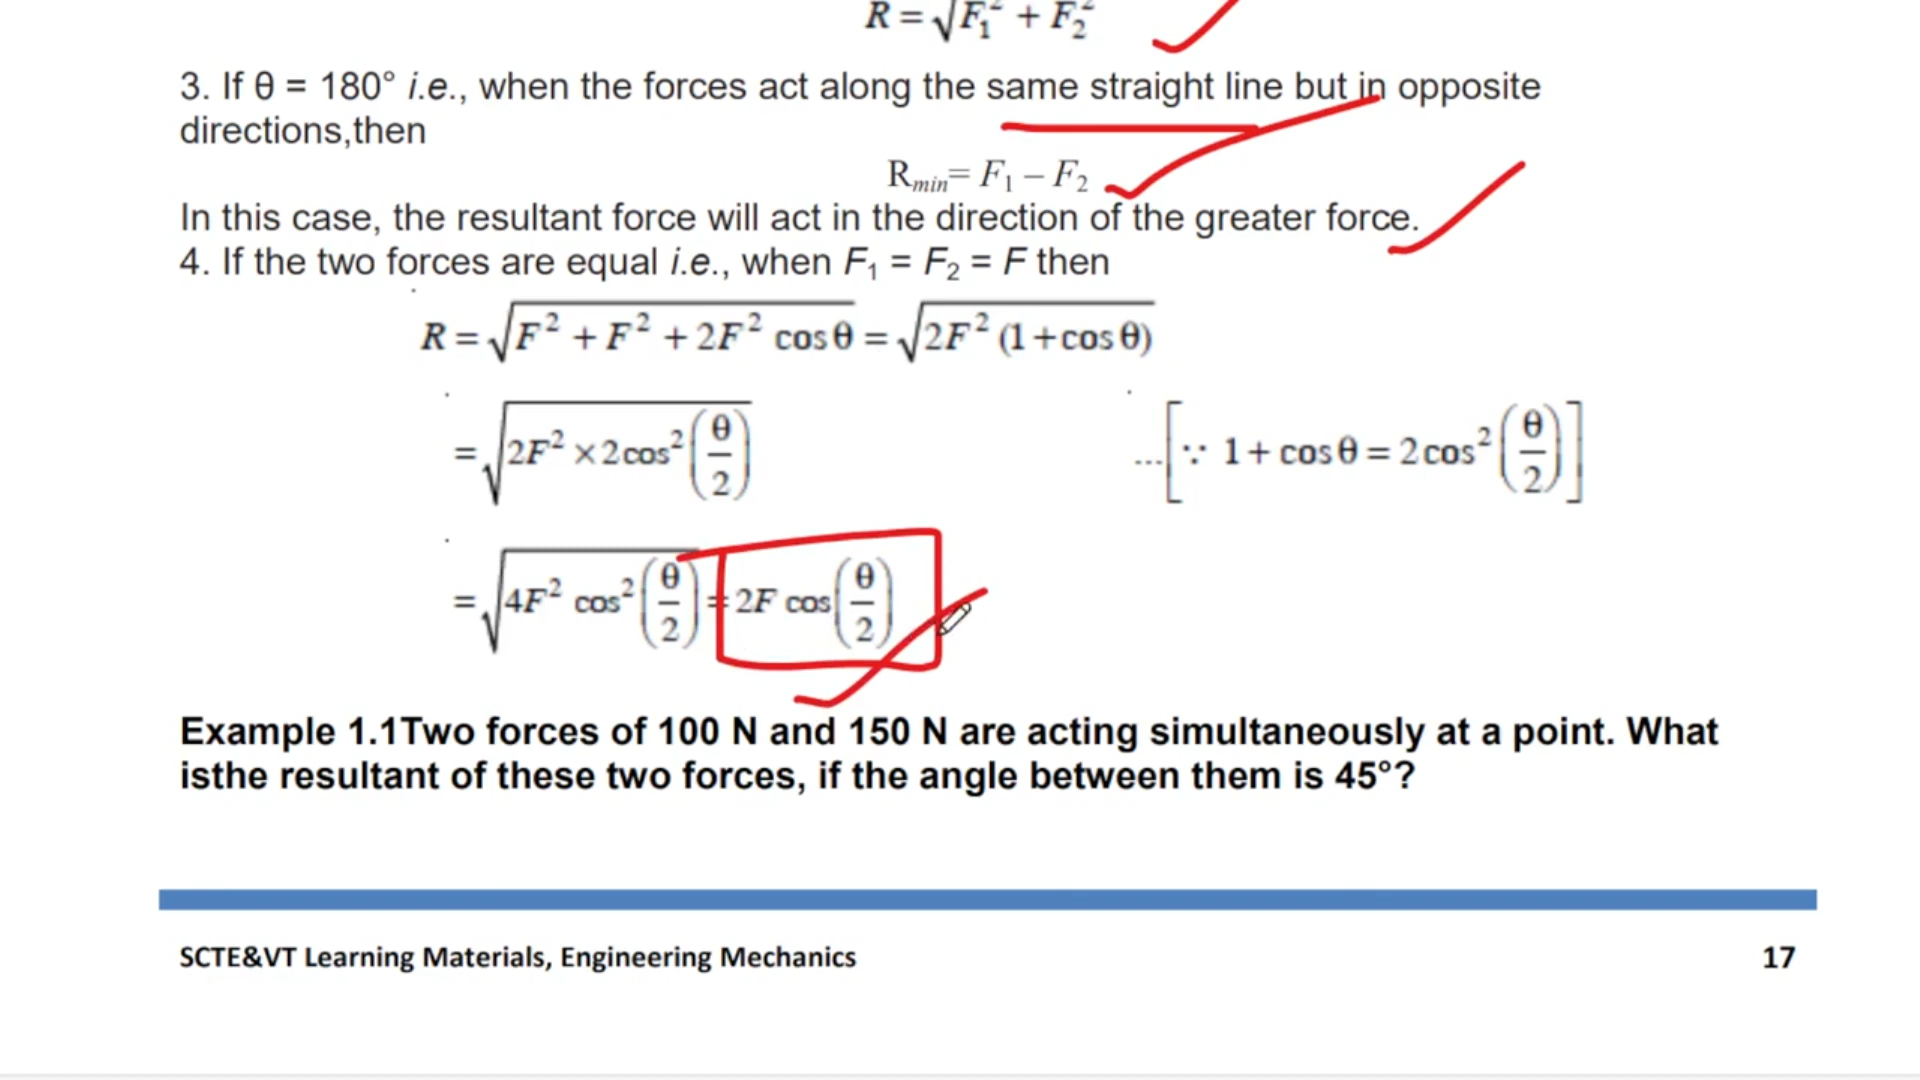 R = √F₁² + F₂²
3. If θ = 180° i.e., when the forces act along the same straight line but in opposite
directions,then
Rmin= F₁ – F₂
In this case, the resultant force will act in the direction of the greater force.
4. If the two forces are equal i.e., when F₁ = F₂ = F then
R = √(F² + F² + 2F² cos θ) = √(2F² (1+cos θ))
= √(2F² × 2 cos² (θ/2)) ...[∵ 1 + cos θ = 2 cos² (θ/2)]
= √(4F² cos² (θ/2)) = 2F cos (θ/2)
Example 1.1Two forces of 100 N and 150 N are acting simultaneously at a point. What
isthe resultant of these two forces, if the angle between them is 45°?
SCTE&VT Learning Materials, Engineering Mechanics 17